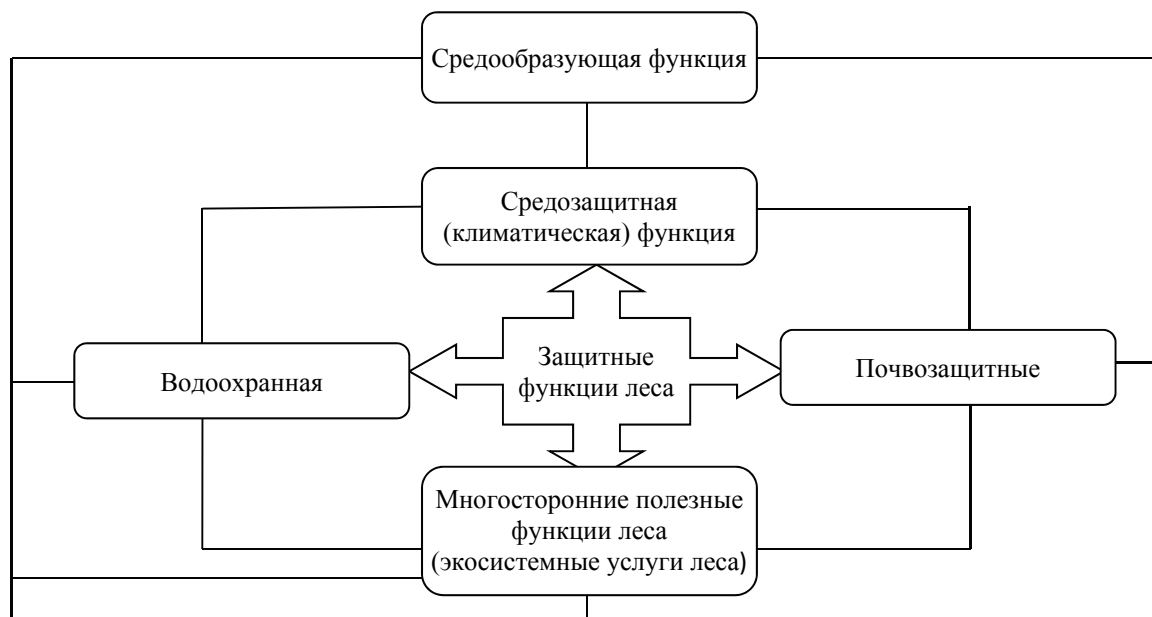 Средообразующая функция
Средозащитная
(климатическая) функция
Водоохранная
Защитные
функции леса
Почвозащитные
Многосторонние полезные
функции леса
(экосистемные услуги леса)